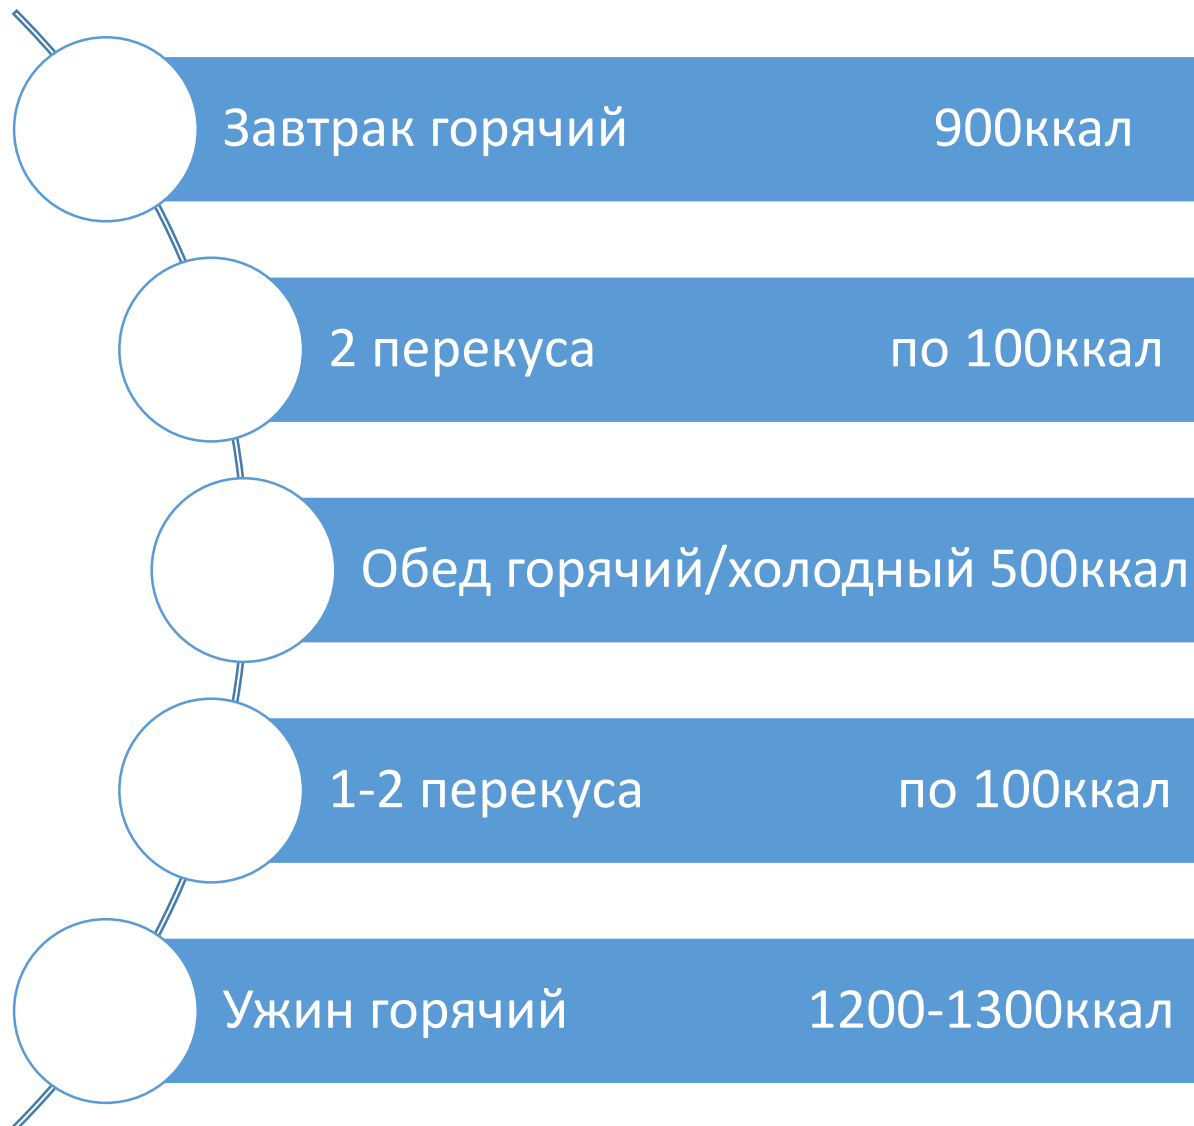 Завтрак горячий 900ккал
2 перекуса по 100ккал
Обед горячий/холодный 500ккал
1-2 перекуса по 100ккал
Ужин горячий 1200-1300ккал